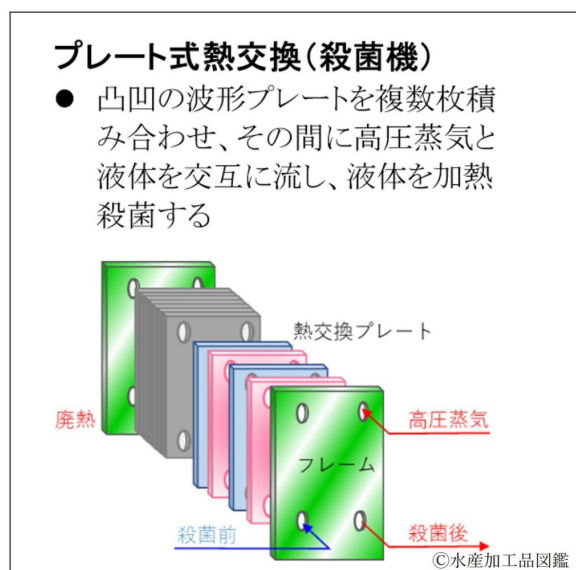 プレート式熱交換（殺菌機）
● 凸凹の波形プレートを複数枚積
み合わせ、その間に高圧蒸気と
液体を交互に流し、液体を加熱
殺菌する
熱交換プレート
廃熱
高圧蒸気
フレーム
殺菌前
殺菌後
©水産加工品図鑑